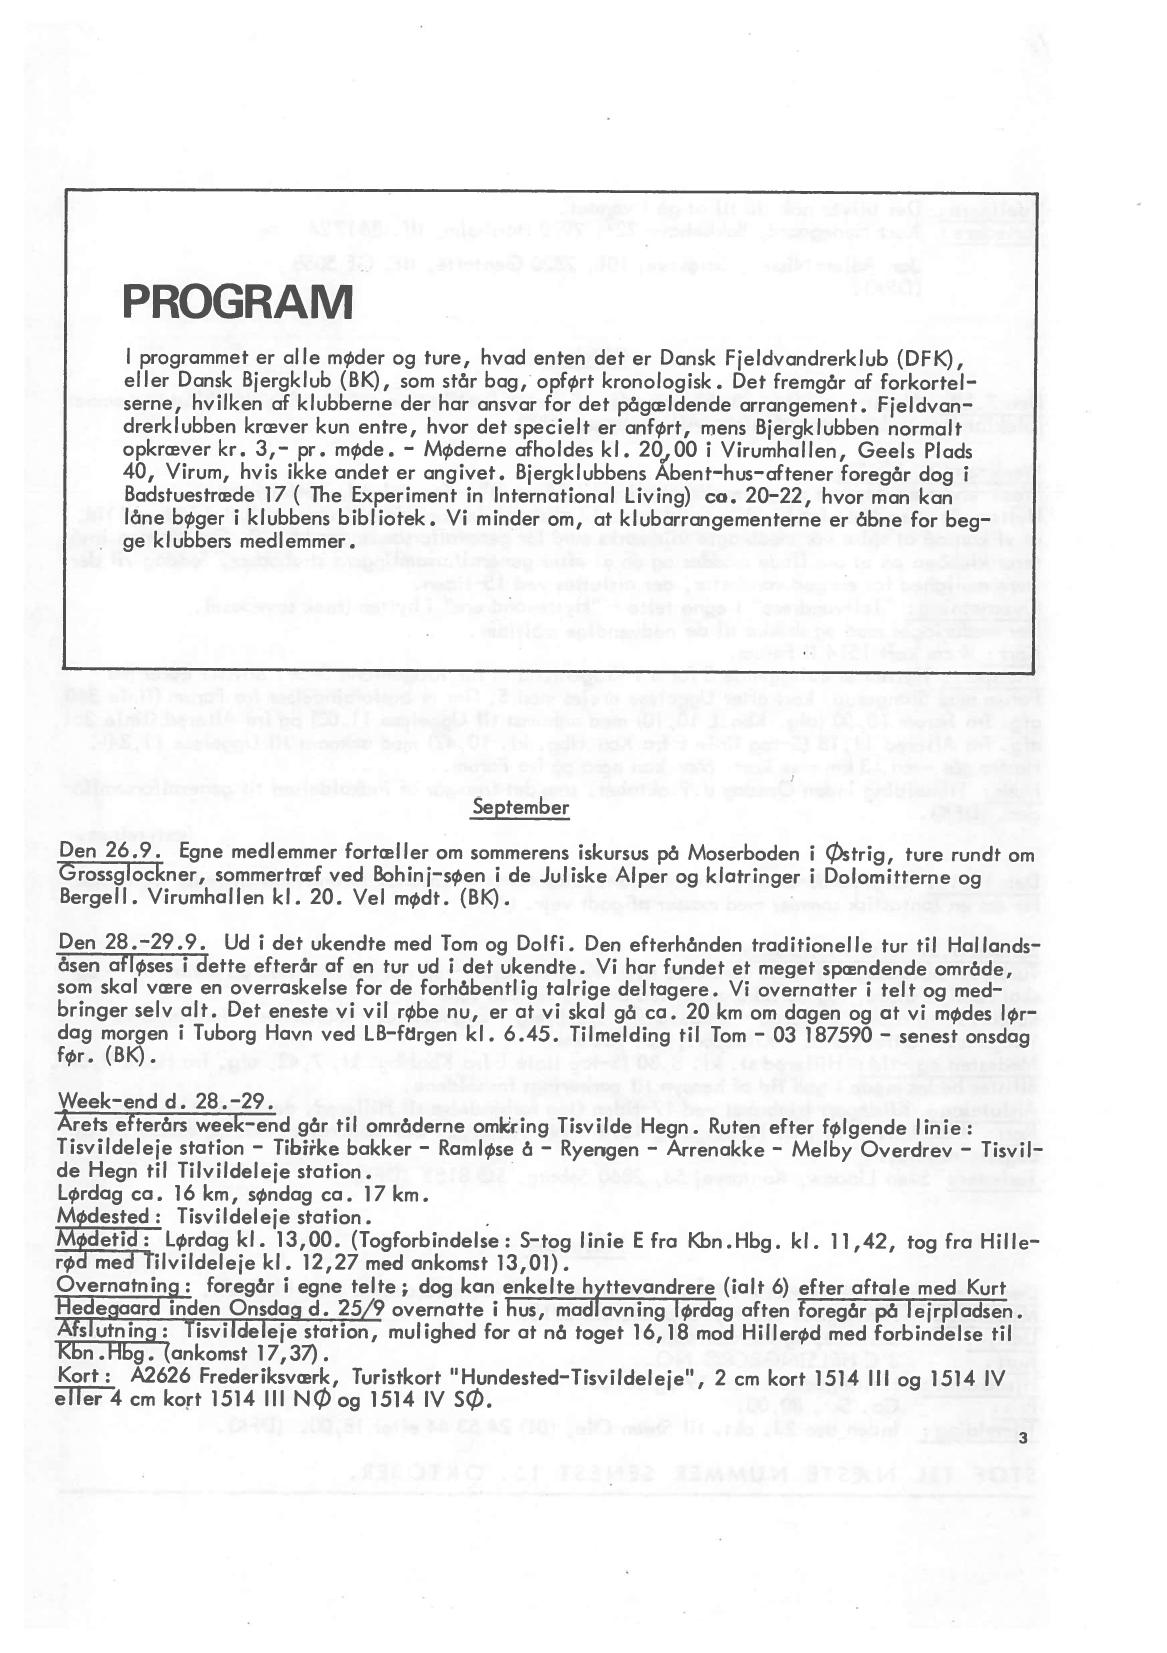 PROGRAM
I programmet er alle møder og ture, hvad enten det er Dansk Fjeldvandrerklub (DFK),
eller Dansk Bjergklub (BK), som står bag, opført kronologisk. Det fremgår af forkortel-
serne, hvilken af klubberne der har ansvar for det pågældende arrangement. Fjeldvan-
drerklubben kræver kun entre, hvor det specielt er anført, mens Bjergklubben normalt
opkræver kr. 3,- pr. møde. - Møderne afholdes kl. 20,00 i Virumhallen, Geels Plads
40, Virum, hvis ikke andet er angivet. Bjergklubbens Åbent-hus-aftener foregår dog i
Badstuestræde 17 ( The Experiment in International Living) ca. 20-22, hvor man kan
låne bøger i klubbens bibliotek. Vi minder om, at klubarrangementerne er åbne for beg-
ge klubbers medlemmer.
September
Den 26.9. Egne medlemmer fortæller om sommerens iskursus på Moserboden i Østrig, ture rundt om
Grossglockner, sommertræf ved Bohinj-søen i de Juliske Alper og klatringer i Dolomitterne og
Bergell. Virumhallen kl. 20. Vel mødt. (BK).
Den 28.-29.9. Ud i det ukendte med Tom og Dolfi. Den efterhånden traditionelle tur til Hallands-
åsen afløses i dette efterår af en tur ud i det ukendte. Vi har fundet et meget spændende område,
som skal være en overraskelse for de forhåbentlig talrige deltagere. Vi overnatter i telt og med-
bringer selv alt. Det eneste vi vil røbe nu, er at vi skal gå ca. 20 km om dagen og at vi mødes lør-
dag morgen i Tuborg Havn ved LB-färgen kl. 6.45. Tilmelding til Tom - 03 187590 - senest onsdag
før. (BK).
Week-end d. 28.-29.
Årets efterårs week-end går til områderne omkring Tisvilde Hegn. Ruten efter følgende linie:
Tisvildeleje station - Tibirke bakker - Ramløse å - Ryengen - Arrenakke - Melby Overdrev - Tisvil-
de Hegn til Tilvildeleje station.
Lørdag ca. 16 km, søndag ca. 17 km.
Mødested: Tisvildeleje station.
Mødetid: Lørdag kl. 13,00. (Togforbindelse: S-tog linie E fra Kbn.Hbg. kl. 11,42, tog fra Hille-
rød med Tilvildeleje kl. 12,27 med ankomst 13,01).
Overnatning: foregår i egne telte; dog kan enkelte hyttevandrere (ialt 6) efter aftale med Kurt
Hedegaard inden Onsdag d. 25/9 overnatte i hus, madlavning lørdag aften foregår på lejrpladsen.
Afslutning: Tisvildeleje station, mulighed for at nå toget 16,18 mod Hillerød med forbindelse til
Kbn.Hbg. (ankomst 17,37).
Kort: A2626 Frederiksværk, Turistkort "Hundested-Tisvildeleje", 2 cm kort 1514 III og 1514 IV
eller 4 cm kort 1514 III NØ og 1514 IV SØ.
3